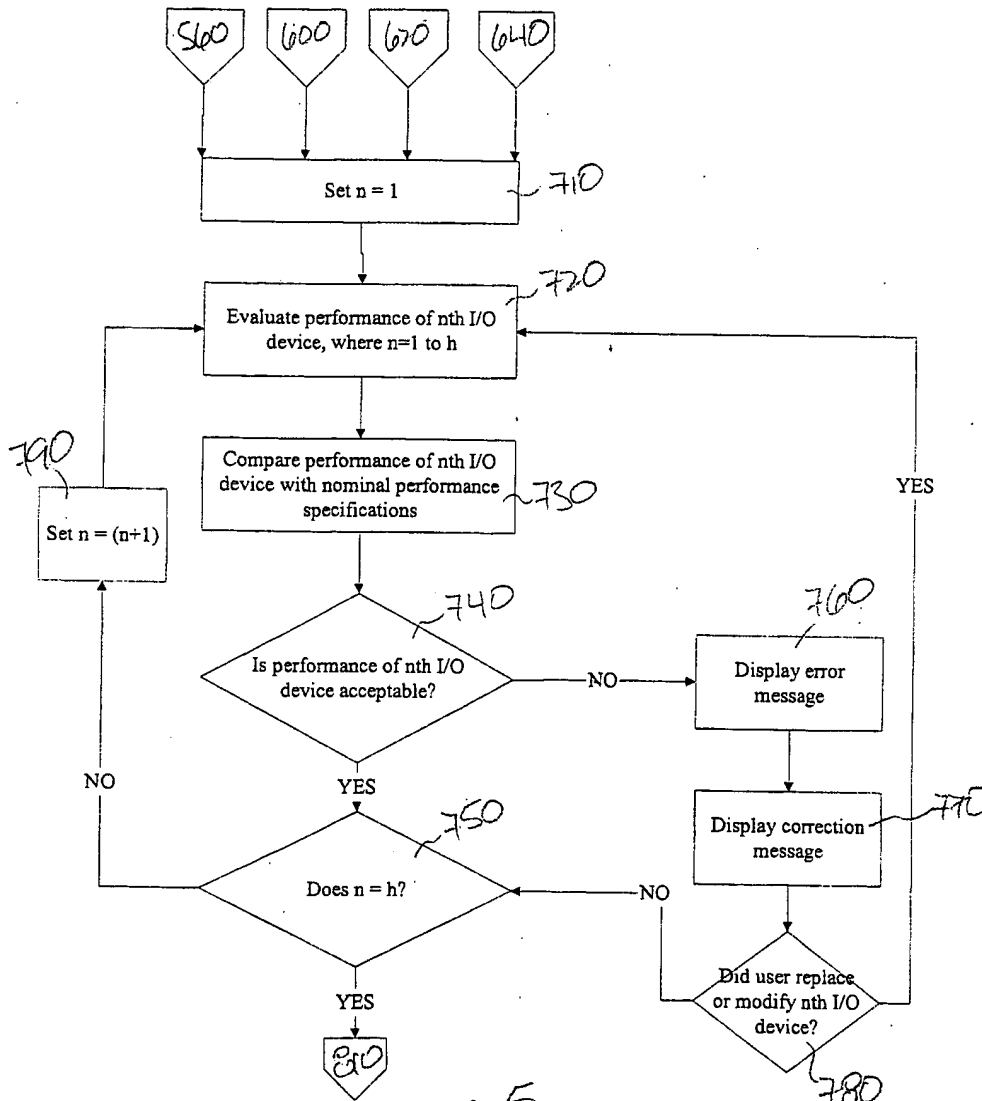 560 600 640
Set n = 1
710
720
Evaluate performance of nth I/O
device, where n=1 to h
790
Compare performance of nth I/O
device with nominal performance
specifications
730
YES
Set n = (n+1)
740
760
Is performance of nth I/O
device acceptable?
NO
Display error
message
NO
YES
750
770
Display correction
message
Does n = h?
NO
Did user replace
or modify nth I/O
device?
YES
780
5